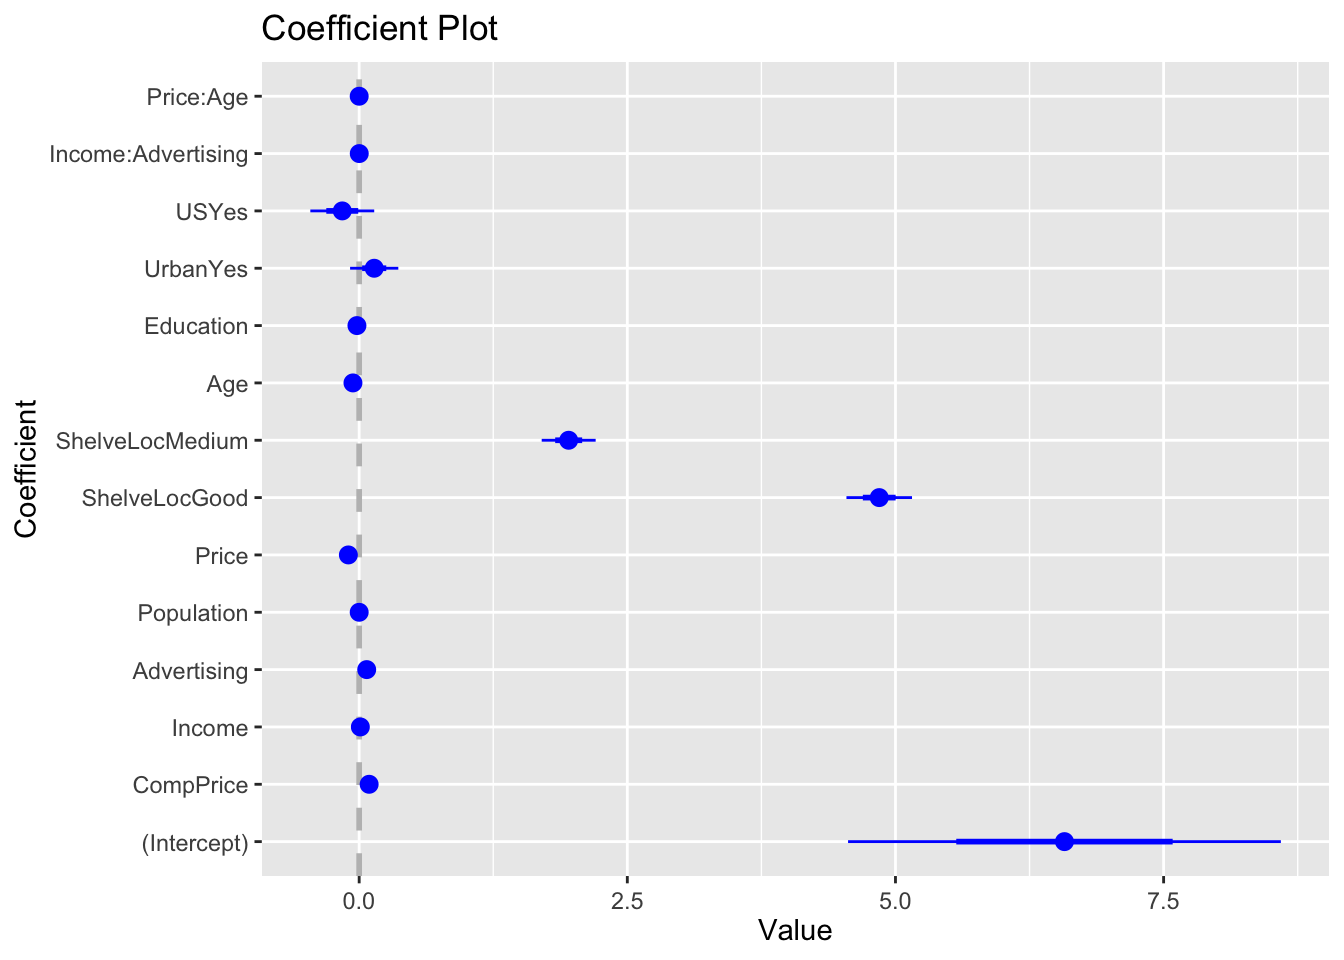 Coefficient Plot
Price:Age
Income:Advertising
USYes
UrbanYes
Education
Age
ShelveLocMedium
ShelveLocGood
Price
Population
Advertising
Income
CompPrice
(Intercept)
Coefficient
0.0 2.5 5.0 7.5
Value